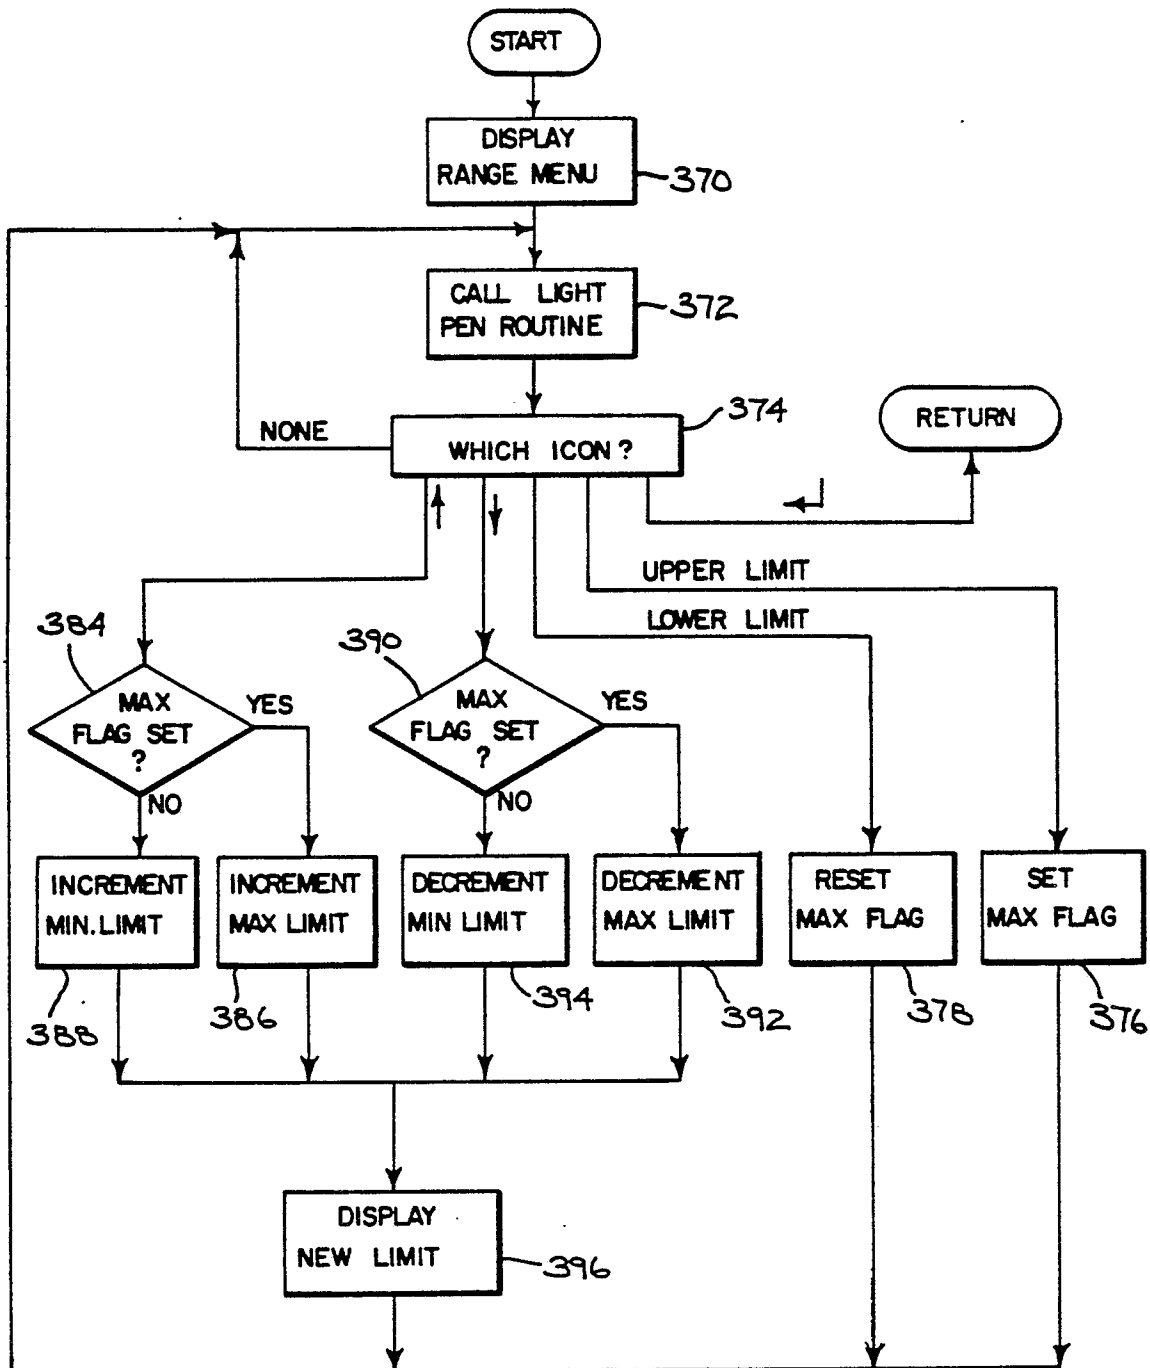 START
DISPLAY
RANGE MENU
370
CALL LIGHT
PEN ROUTINE
372
374
NONE
WHICH ICON?
RETURN
UPPER LIMIT
LOWER LIMIT
384
390
MAX
FLAG SET
?
YES
NO
MAX
FLAG SET
?
YES
NO
INCREMENT
MIN. LIMIT
INCREMENT
MAX LIMIT
DECREMENT
MIN LIMIT
DECREMENT
MAX LIMIT
RESET
MAX FLAG
SET
MAX FLAG
388
386
394
392
378
376
DISPLAY
NEW LIMIT
396